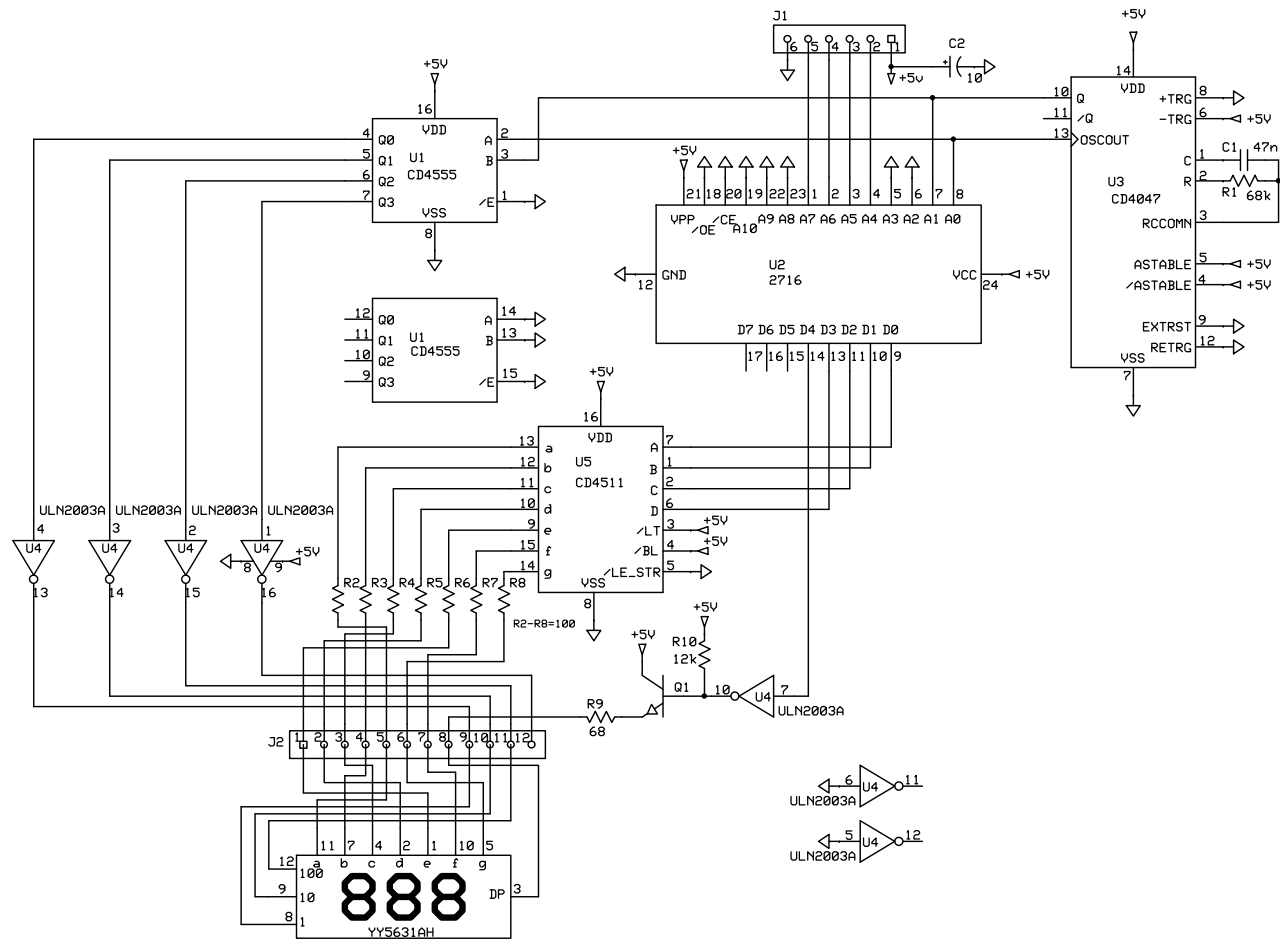 J1
6 5 4 3 2 1
+5V
C2
+ 10
+5V
14
VDD
10 Q
11 /Q
13 OSCOUT
+TRG 8
-TRG 6 +5V
C 1
R 2
C1 47n
R1 68k
U3
CD4047
RCCOMN 3
ASTABLE 5 +5V
/ASTABLE 4 +5V
EXTRST 9
RETRG 12
VSS
7
+5V
16
VDD
4 Q0 A 2
5 Q1 B 3
6 Q2
7 Q3 /E 1
U1
CD4555
VSS
8
+5V
21 18 20 19 22 23 1 2 3 4 5 6 7 8
VPP /OE /CE A10 A9 A8 A7 A6 A5 A4 A3 A2 A1 A0
U2
2716
GND
12
VCC
24
+5V
D7 D6 D5 D4 D3 D2 D1 D0
17 16 15 14 13 11 10 9
12 Q0 A 14
11 Q1 B 13
10 Q2
9 Q3 /E 15
U1
CD4555
+5V
16
VDD
13 a A 7
12 b B 1
11 c C 2
10 d D 6
9 e /LT 3 +5V
15 f /BL 4 +5V
14 g /LE_STR 5
U5
CD4511
VSS
8
ULN2003A ULN2003A ULN2003A ULN2003A
4 3 2 1
U4 U4 U4 U4
8 9 +5V
13 14 15 16
R2 R3 R4 R5 R6 R7 R8
R2-R8=100
+5V
+5V
R10
12k
Q1
10 U4 7
ULN2003A
R9
68
J2
1 2 3 4 5 6 7 8 9 10 11 12
6 U4 11
ULN2003A
5 U4 12
ULN2003A
11 7 4 2 1 10 5
a b c d e f g
12 100
9 10
8 1
888
DP 3
YY5631AH